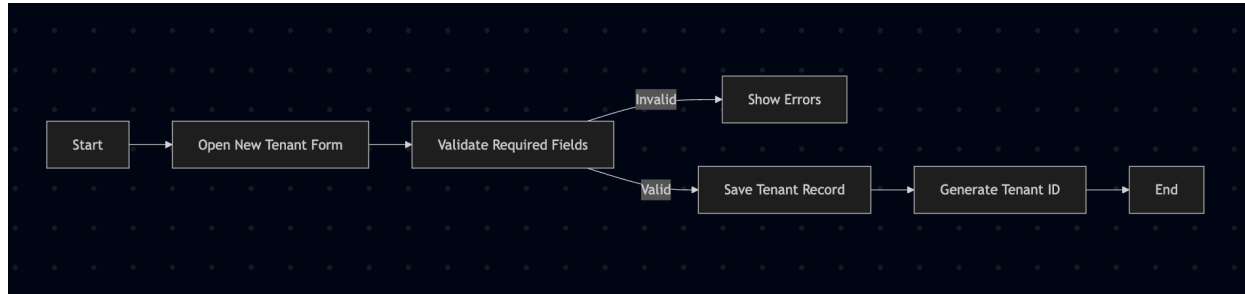 Start
Open New Tenant Form
Validate Required Fields
Invalid
Show Errors
Valid
Save Tenant Record
Generate Tenant ID
End